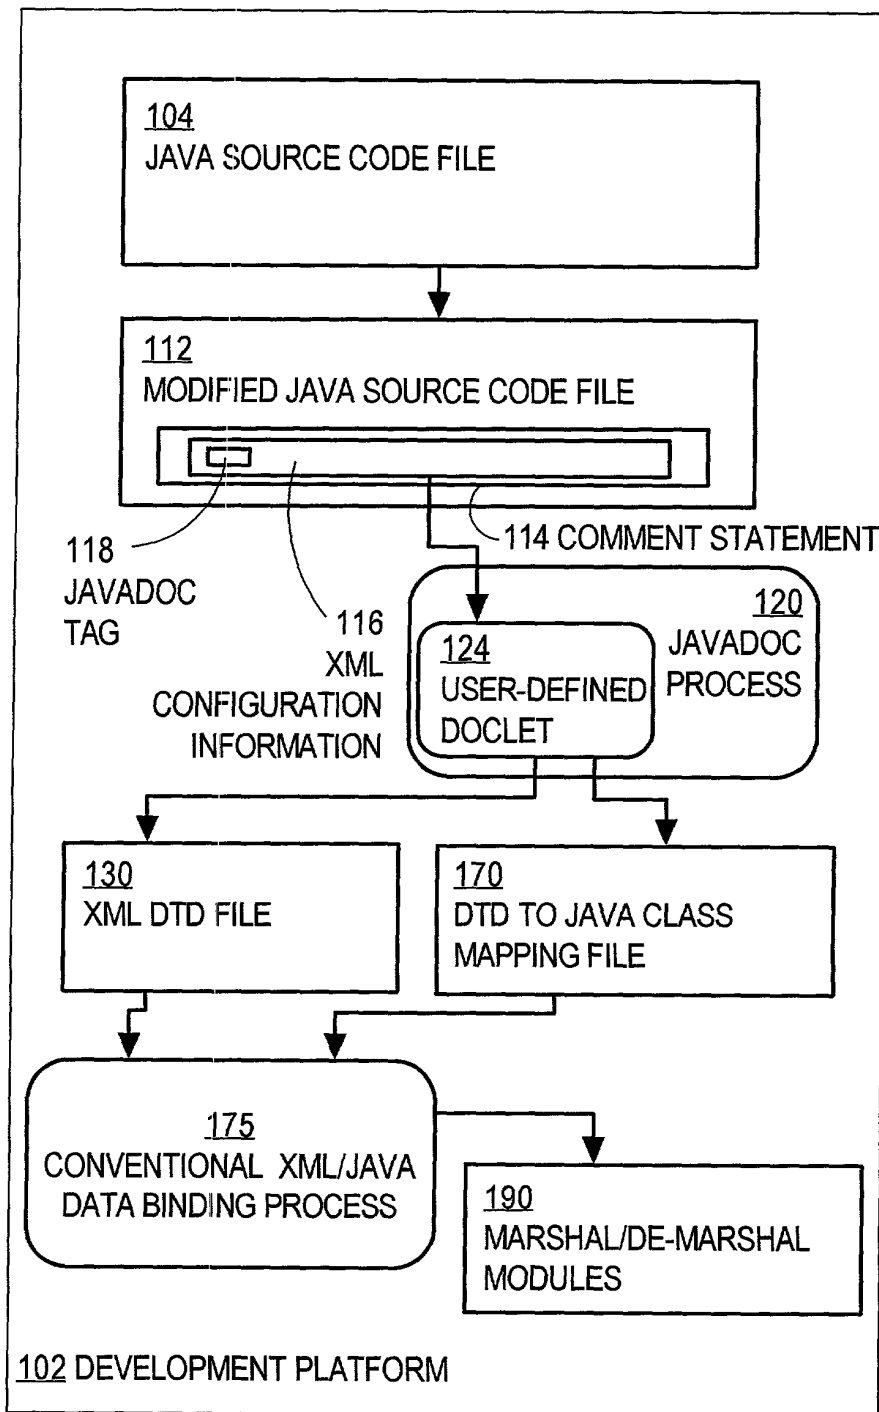 104
JAVA SOURCE CODE FILE
112
MODIFIED JAVA SOURCE CODE FILE
114 COMMENT STATEMENT
118
JAVADOC
TAG
116
XML
CONFIGURATION
INFORMATION
120
JAVADOC
PROCESS
124
USER-DEFINED
DOCLET
130
XML DTD FILE
170
DTD TO JAVA CLASS
MAPPING FILE
175
CONVENTIONAL XML/JAVA
DATA BINDING PROCESS
190
MARSHAL/DE-MARSHAL
MODULES
102 DEVELOPMENT PLATFORM